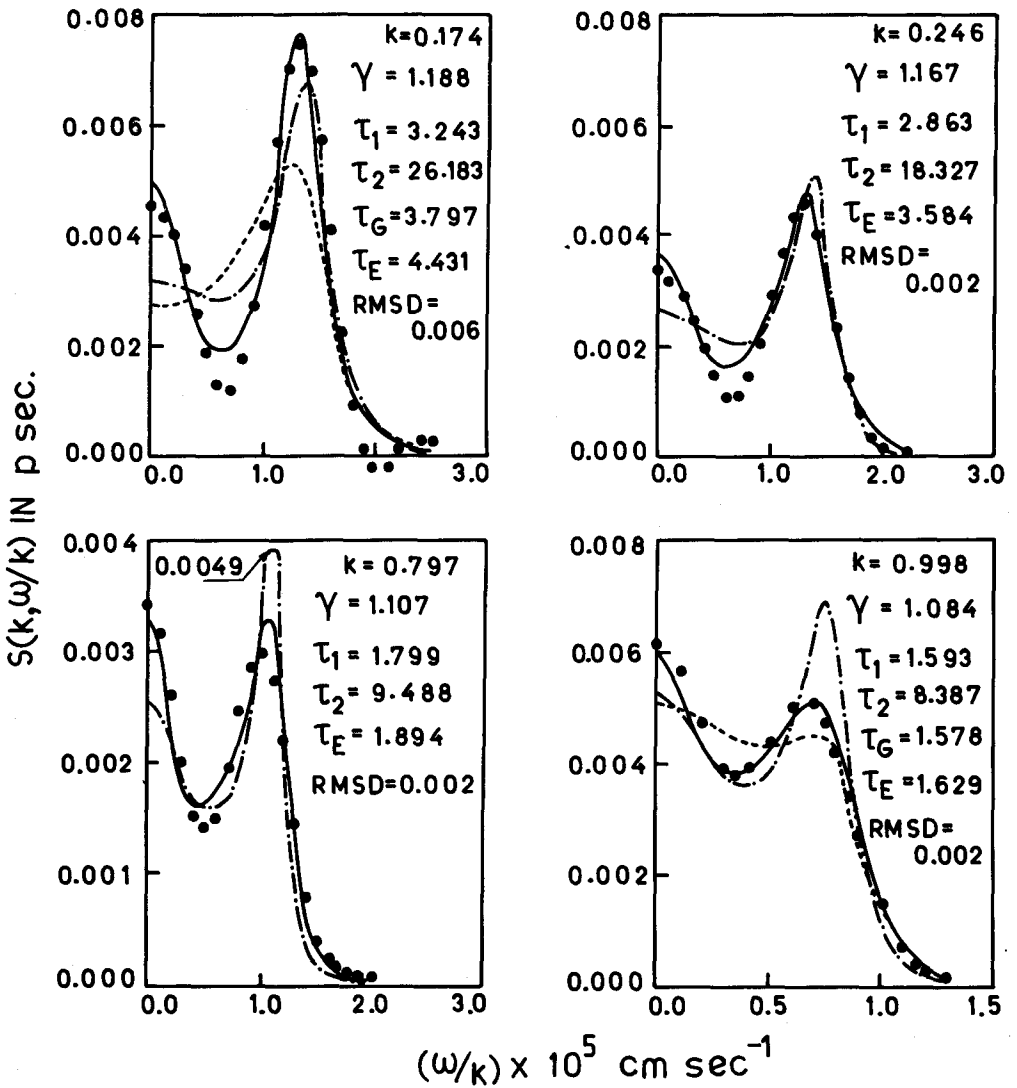 S(k,ω/k) IN p sec.
0.008
0.006
0.004
0.002
0.000
0.0 1.0 3.0
k=0.174
γ = 1.188
τ1 = 3.243
τ2 = 26.183
τG = 3.797
τE = 4.431
RMSD=
0.006
0.008
0.006
0.004
0.002
0.0
0.0 1.0 2.0 3.0
k = 0.246
γ = 1.167
τ1 = 2.863
τ2 = 18.327
τE = 3.584
RMSD=
0.002
0.004
0.003
0.002
0.001
0.000
0.0 1.0 2.0 3.0
0.0049
k = 0.797
γ = 1.107
τ1 = 1.799
τ2 = 9.488
τE = 1.894
RMSD=0.002
0.008
0.006
0.004
0.002
0.000
0.0 0.5 1.0 1.5
k = 0.998
γ = 1.084
τ1 = 1.593
τ2 = 8.387
τG = 1.578
τE = 1.629
RMSD=
0.002
(ω/k) x 10^5 cm sec^-1